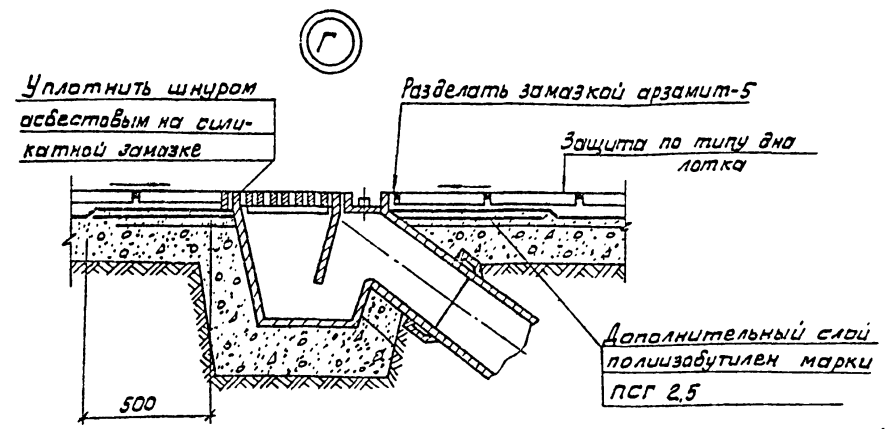 Г
Уплотнить шнуром
асбестовым на сили-
катной замазке
Разделать замазкой арзамит-5
Защита по типу дна
лотка
Дополнительный слой
полиизобутилен марки
ПСГ 2,5
500